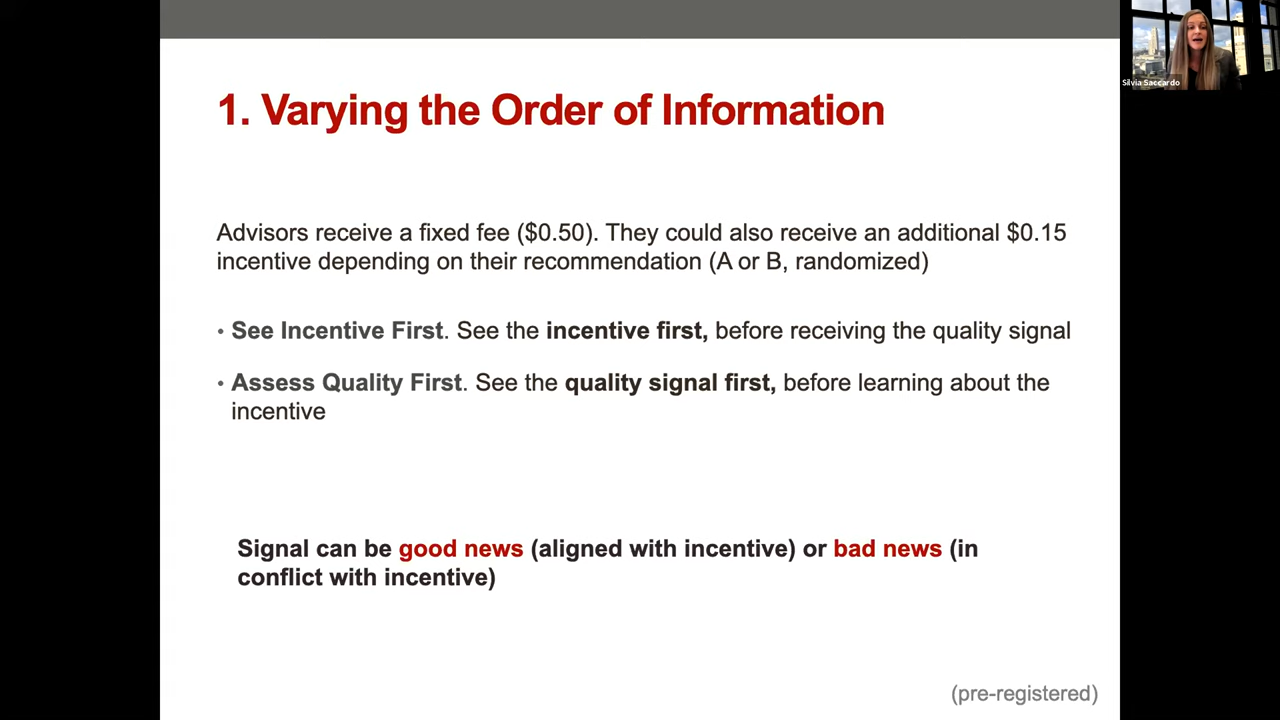 Silvia Saccardo
1. Varying the Order of Information
Advisors receive a fixed fee ($0.50). They could also receive an additional $0.15
incentive depending on their recommendation (A or B, randomized)
• See Incentive First. See the incentive first, before receiving the quality signal
• Assess Quality First. See the quality signal first, before learning about the
incentive
Signal can be good news (aligned with incentive) or bad news (in
conflict with incentive)
(pre-registered)